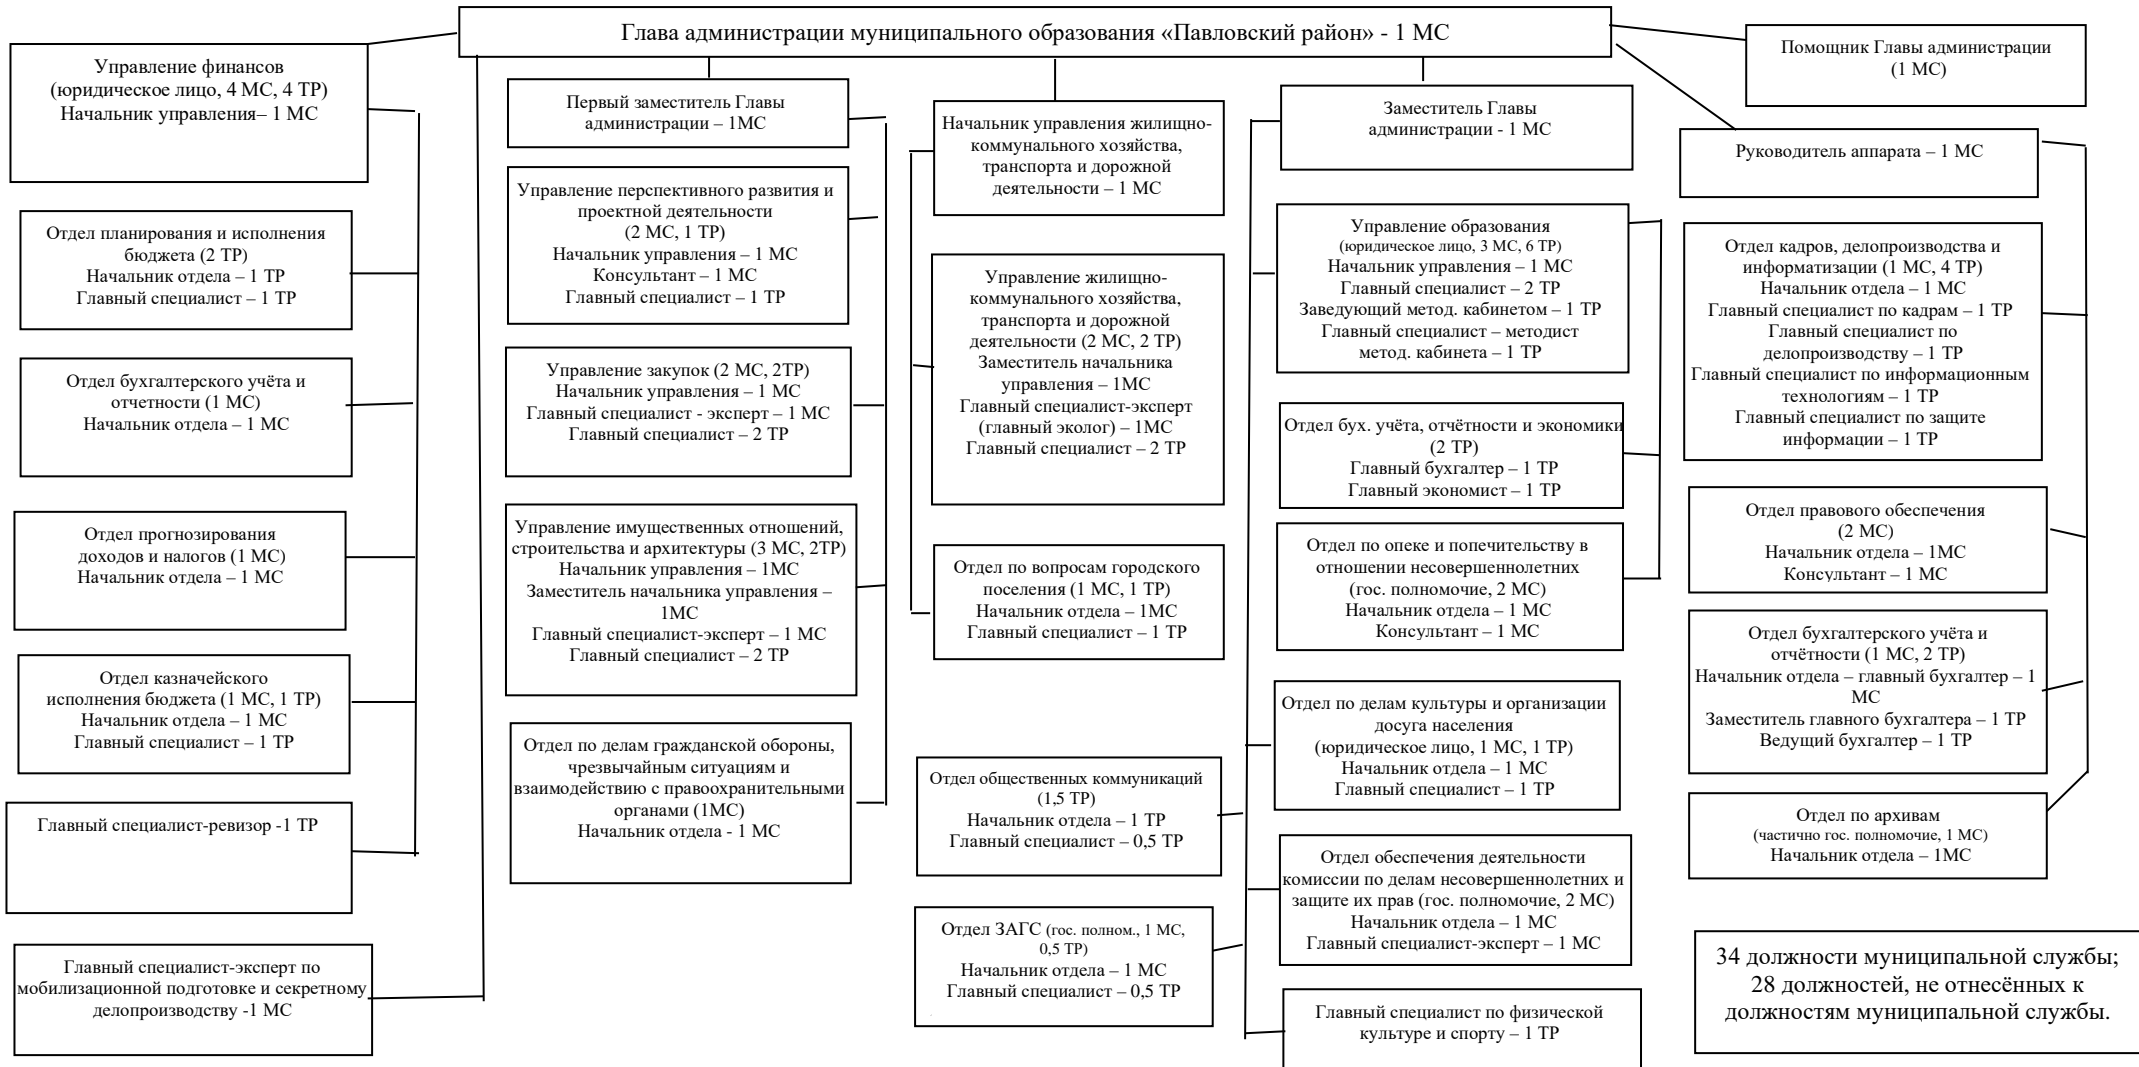 Глава администрации муниципального образования «Павловский район» - 1 МС
Помощник Главы администрации
(1 МС)
Управление финансов
(юридическое лицо, 4 МС, 4 ТР)
Начальник управления– 1 МС
Отдел планирования и исполнения
бюджета (2 ТР)
Начальник отдела – 1 ТР
Главный специалист – 1 ТР
Отдел бухгалтерского учёта и
отчетности (1 МС)
Начальник отдела – 1 МС
Отдел прогнозирования
доходов и налогов (1 МС)
Начальник отдела – 1 МС
Отдел казначейского
исполнения бюджета (1 МС, 1 ТР)
Начальник отдела – 1 МС
Главный специалист – 1 ТР
Главный специалист-ревизор -1 ТР
Главный специалист-эксперт по
мобилизационной подготовке и секретному
делопроизводству -1 МС
Первый заместитель Главы
администрации – 1МС
Управление перспективного развития и
проектной деятельности
(2 МС, 1 ТР)
Начальник управления – 1 МС
Консультант – 1 МС
Главный специалист – 1 ТР
Управление закупок (2 МС, 2ТР)
Начальник управления – 1 МС
Главный специалист - эксперт – 1 МС
Главный специалист – 2 ТР
Управление имущественных отношений,
строительства и архитектуры (3 МС, 2ТР)
Начальник управления – 1МС
Заместитель начальника управления –
1МС
Главный специалист-эксперт – 1 МС
Главный специалист – 2 ТР
Отдел по делам гражданской обороны,
чрезвычайным ситуациям и
взаимодействию с правоохранительными
органами (1МС)
Начальник отдела - 1 МС
Начальник управления жилищно-
коммунального хозяйства,
транспорта и дорожной
деятельности – 1 МС
Управление жилищно-
коммунального хозяйства,
транспорта и дорожной
деятельности (2 МС, 2 ТР)
Заместитель начальника
управления – 1МС
Главный специалист-эксперт
(главный эколог) – 1МС
Главный специалист – 2 ТР
Отдел по вопросам городского
поселения (1 МС, 1 ТР)
Начальник отдела – 1МС
Главный специалист – 1 ТР
Отдел общественных коммуникаций
(1,5 ТР)
Начальник отдела – 1 ТР
Главный специалист – 0,5 ТР
Отдел ЗАГС (гос. полном., 1 МС,
0,5 ТР)
Начальник отдела – 1 МС
Главный специалист – 0,5 ТР
Заместитель Главы
администрации - 1 МС
Управление образования
(юридическое лицо, 3 МС, 6 ТР)
Начальник управления – 1 МС
Главный специалист – 2 ТР
Заведующий метод. кабинетом – 1 ТР
Главный специалист – методист
метод. кабинета – 1 ТР
Отдел бух. учёта, отчётности и экономики
(2 ТР)
Главный бухгалтер – 1 ТР
Главный экономист – 1 ТР
Отдел по опеке и попечительству в
отношении несовершеннолетних
(гос. полномочие, 2 МС)
Начальник отдела – 1 МС
Консультант – 1 МС
Отдел по делам культуры и организации
досуга населения
(юридическое лицо, 1 МС, 1 ТР)
Начальник отдела – 1 МС
Главный специалист – 1 ТР
Отдел обеспечения деятельности
комиссии по делам несовершеннолетних и
защите их прав (гос. полномочие, 2 МС)
Начальник отдела – 1 МС
Главный специалист-эксперт – 1 МС
Главный специалист по физической
культуре и спорту – 1 ТР
Руководитель аппарата – 1 МС
Отдел кадров, делопроизводства и
информатизации (1 МС, 4 ТР)
Начальник отдела – 1 МС
Главный специалист по кадрам – 1 ТР
Главный специалист по
делопроизводству – 1 ТР
Главный специалист по информационным
технологиям – 1 ТР
Главный специалист по защите
информации – 1 ТР
Отдел правового обеспечения
(2 МС)
Начальник отдела – 1МС
Консультант – 1 МС
Отдел бухгалтерского учёта и
отчётности (1 МС, 2 ТР)
Начальник отдела – главный бухгалтер – 1
МС
Заместитель главного бухгалтера – 1 ТР
Ведущий бухгалтер – 1 ТР
Отдел по архивам
(частично гос. полномочие, 1 МС)
Начальник отдела – 1МС
34 должности муниципальной службы;
28 должностей, не отнесённых к
должностям муниципальной службы.